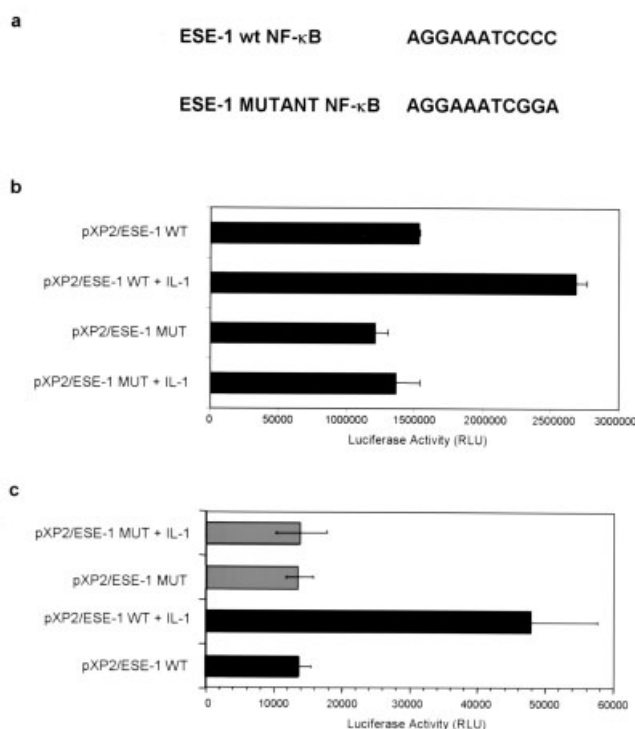 a
ESE-1 wt NF-κB AGGAAATCCCC
ESE-1 MUTANT NF-κB AGGAAATCGGA
b
pXP2/ESE-1 WT
pXP2/ESE-1 WT + IL-1
pXP2/ESE-1 MUT
pXP2/ESE-1 MUT + IL-1
0 50000 1000000 1500000 2000000 2500000 3000000
Luciferase Activity (RLU)
c
pXP2/ESE-1 MUT + IL-1
pXP2/ESE-1 MUT
pXP2/ESE-1 WT + IL-1
pXP2/ESE-1 WT
0 10000 20000 30000 40000 50000 60000
Luciferase Activity (RLU)